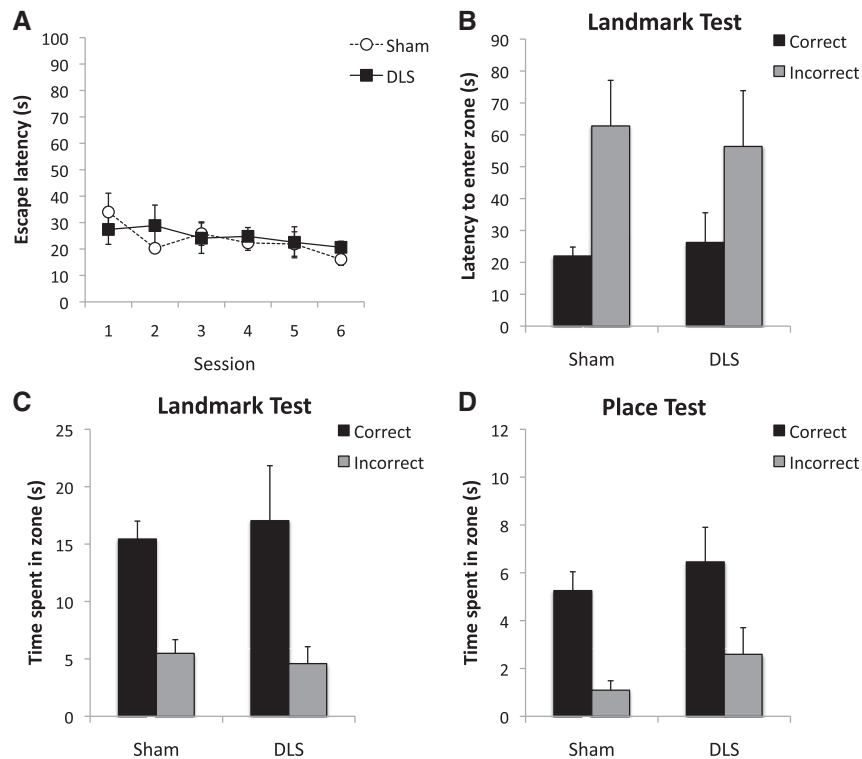 A
Escape latency (s)
100
90
80
70
60
50
40
30
20
10
0
1 2 3 4 5 6
Session
Sham
DLS
B
Landmark Test
Latency to enter zone (s)
90
80
70
60
50
40
30
20
10
0
Sham DLS
Correct
Incorrect
C
Landmark Test
Time spent in zone (s)
25
20
15
10
5
0
Sham DLS
Correct
Incorrect
D
Place Test
Time spent in zone (s)
12
10
8
6
4
2
0
Sham DLS
Correct
Incorrect